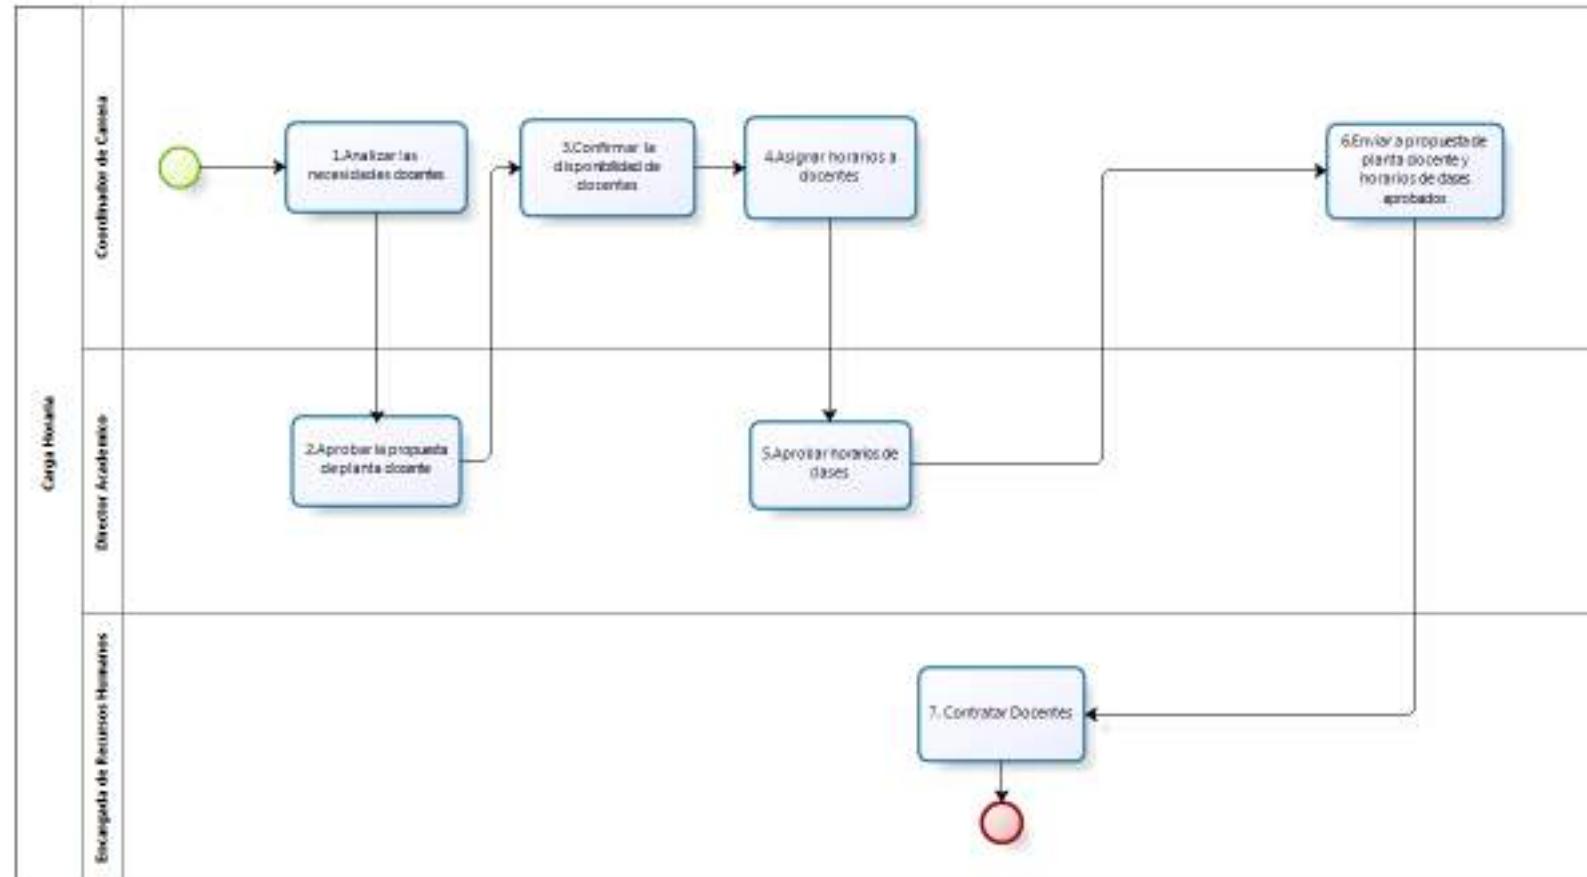 Carga Horaria
Coordinador de Carrera
1.Analizar las
necesidades docentes
3.Confirmar la
disponibilidad de
docentes
4.Asignar horarios a
docentes
6.Enviar a propuesta de
planta docente y
horarios de clases
aprobados
Director Academico
2.Aprobar la propuesta
de planta docente
5.Aprobar horarios de
clases
Encargada de Recursos Humanos
7. Contratar Docentes